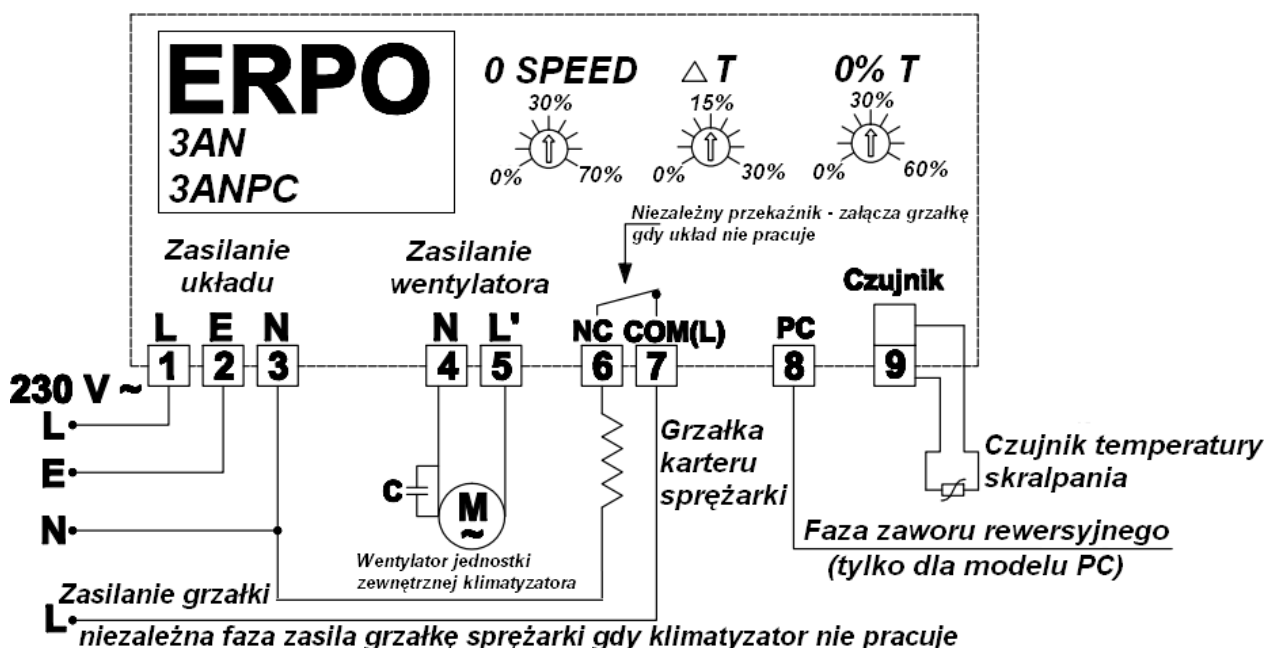 ERPO
3AN
3ANPC
0 SPEED
30%
0%
70%
△ T
15%
0%
30%
0% T
30%
0%
60%
Niezależny przekaźnik - załącza grzałkę
gdy układ nie pracuje
Zasilanie
układu
Zasilanie
wentylatora
Czujnik
L E N
N L'
NC COM(L)
PC
1 2 3
4 5
6 7
8
9
230 V ~
L
E
N
C
M
~
Wentylator jednostki
zewnętrznej klimatyzatora
Grzałka
karteru
sprężarki
Czujnik temperatury
skralpania
Faza zaworu rewersyjnego
(tylko dla modelu PC)
Zasilanie grzałki
L
niezależna faza zasila grzałkę sprężarki gdy klimatyzator nie pracuje